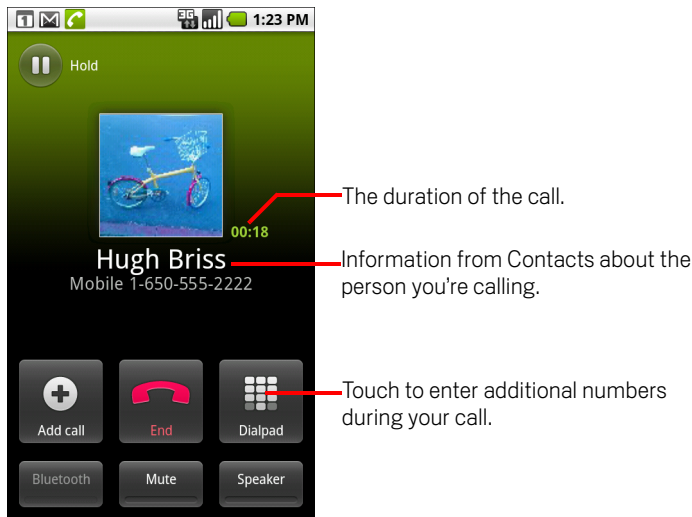 1 3G 1:23 PM
Hold
00:18
The duration of the call.
Hugh Briss
Mobile 1-650-555-2222
Information from Contacts about the
person you're calling.
Add call
End
Dialpad
Touch to enter additional numbers
during your call.
Bluetooth
Mute
Speaker